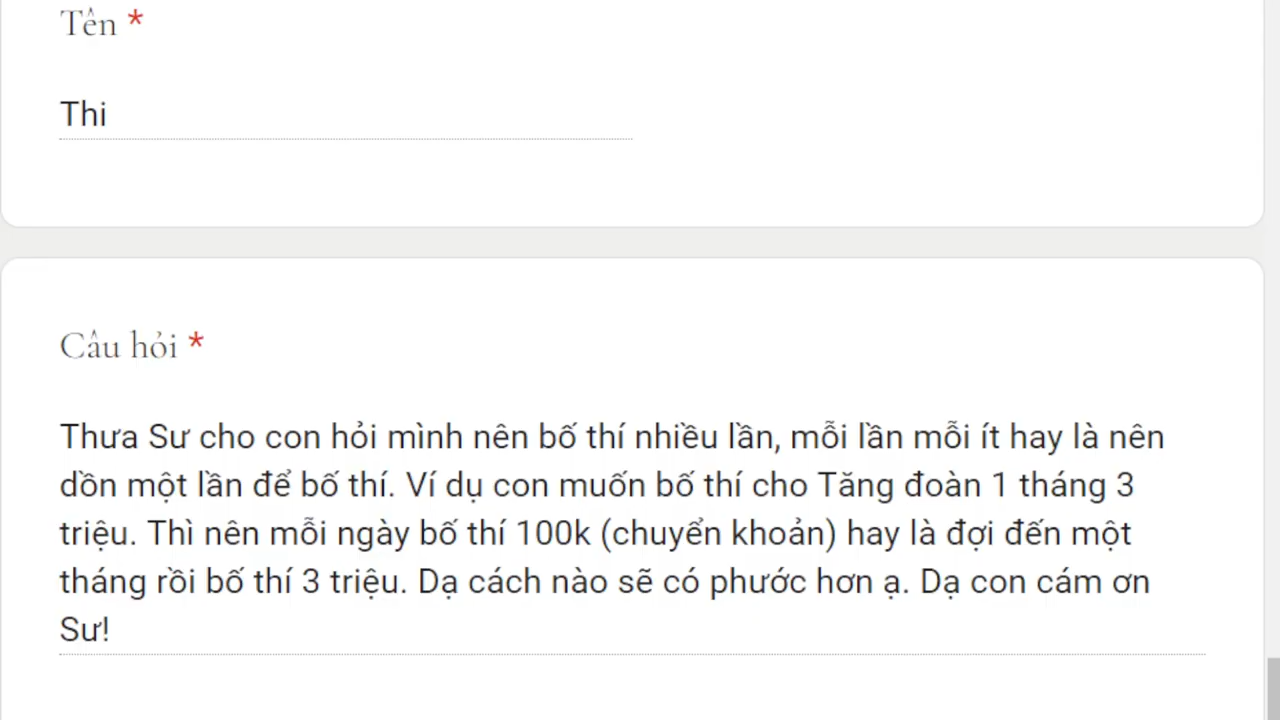 Tên *
Thi
Câu hỏi *
Thưa Sư cho con hỏi mình nên bố thí nhiều lần, mỗi lần mỗi ít hay là nên
dồn một lần để bố thí. Ví dụ con muốn bố thí cho Tăng đoàn 1 tháng 3
triệu. Thì nên mỗi ngày bố thí 100k (chuyển khoản) hay là đợi đến một
tháng rồi bố thí 3 triệu. Dạ cách nào sẽ có phước hơn ạ. Dạ con cám ơn
Sư!